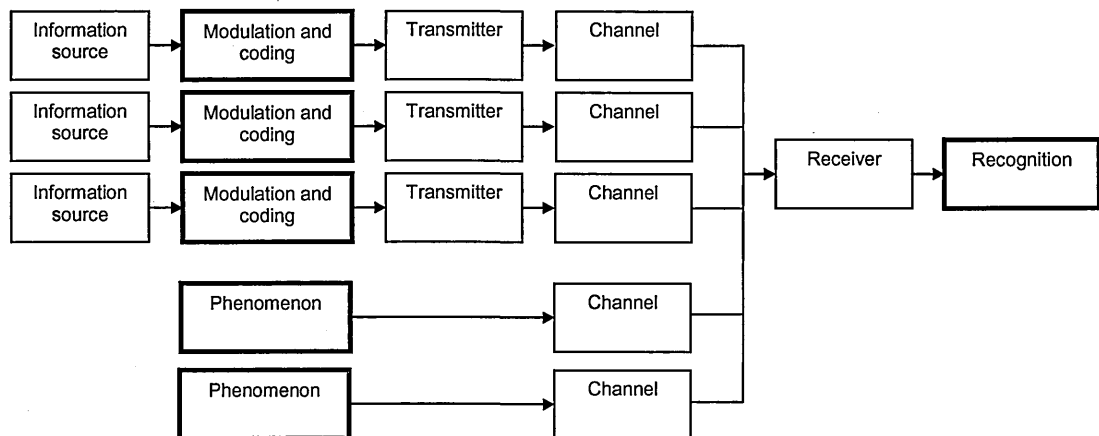 Information
source
Modulation and
coding
Transmitter
Channel
Information
source
Modulation and
coding
Transmitter
Channel
Receiver
Recognition
Information
source
Modulation and
coding
Transmitter
Channel
Phenomenon
Channel
Phenomenon
Channel